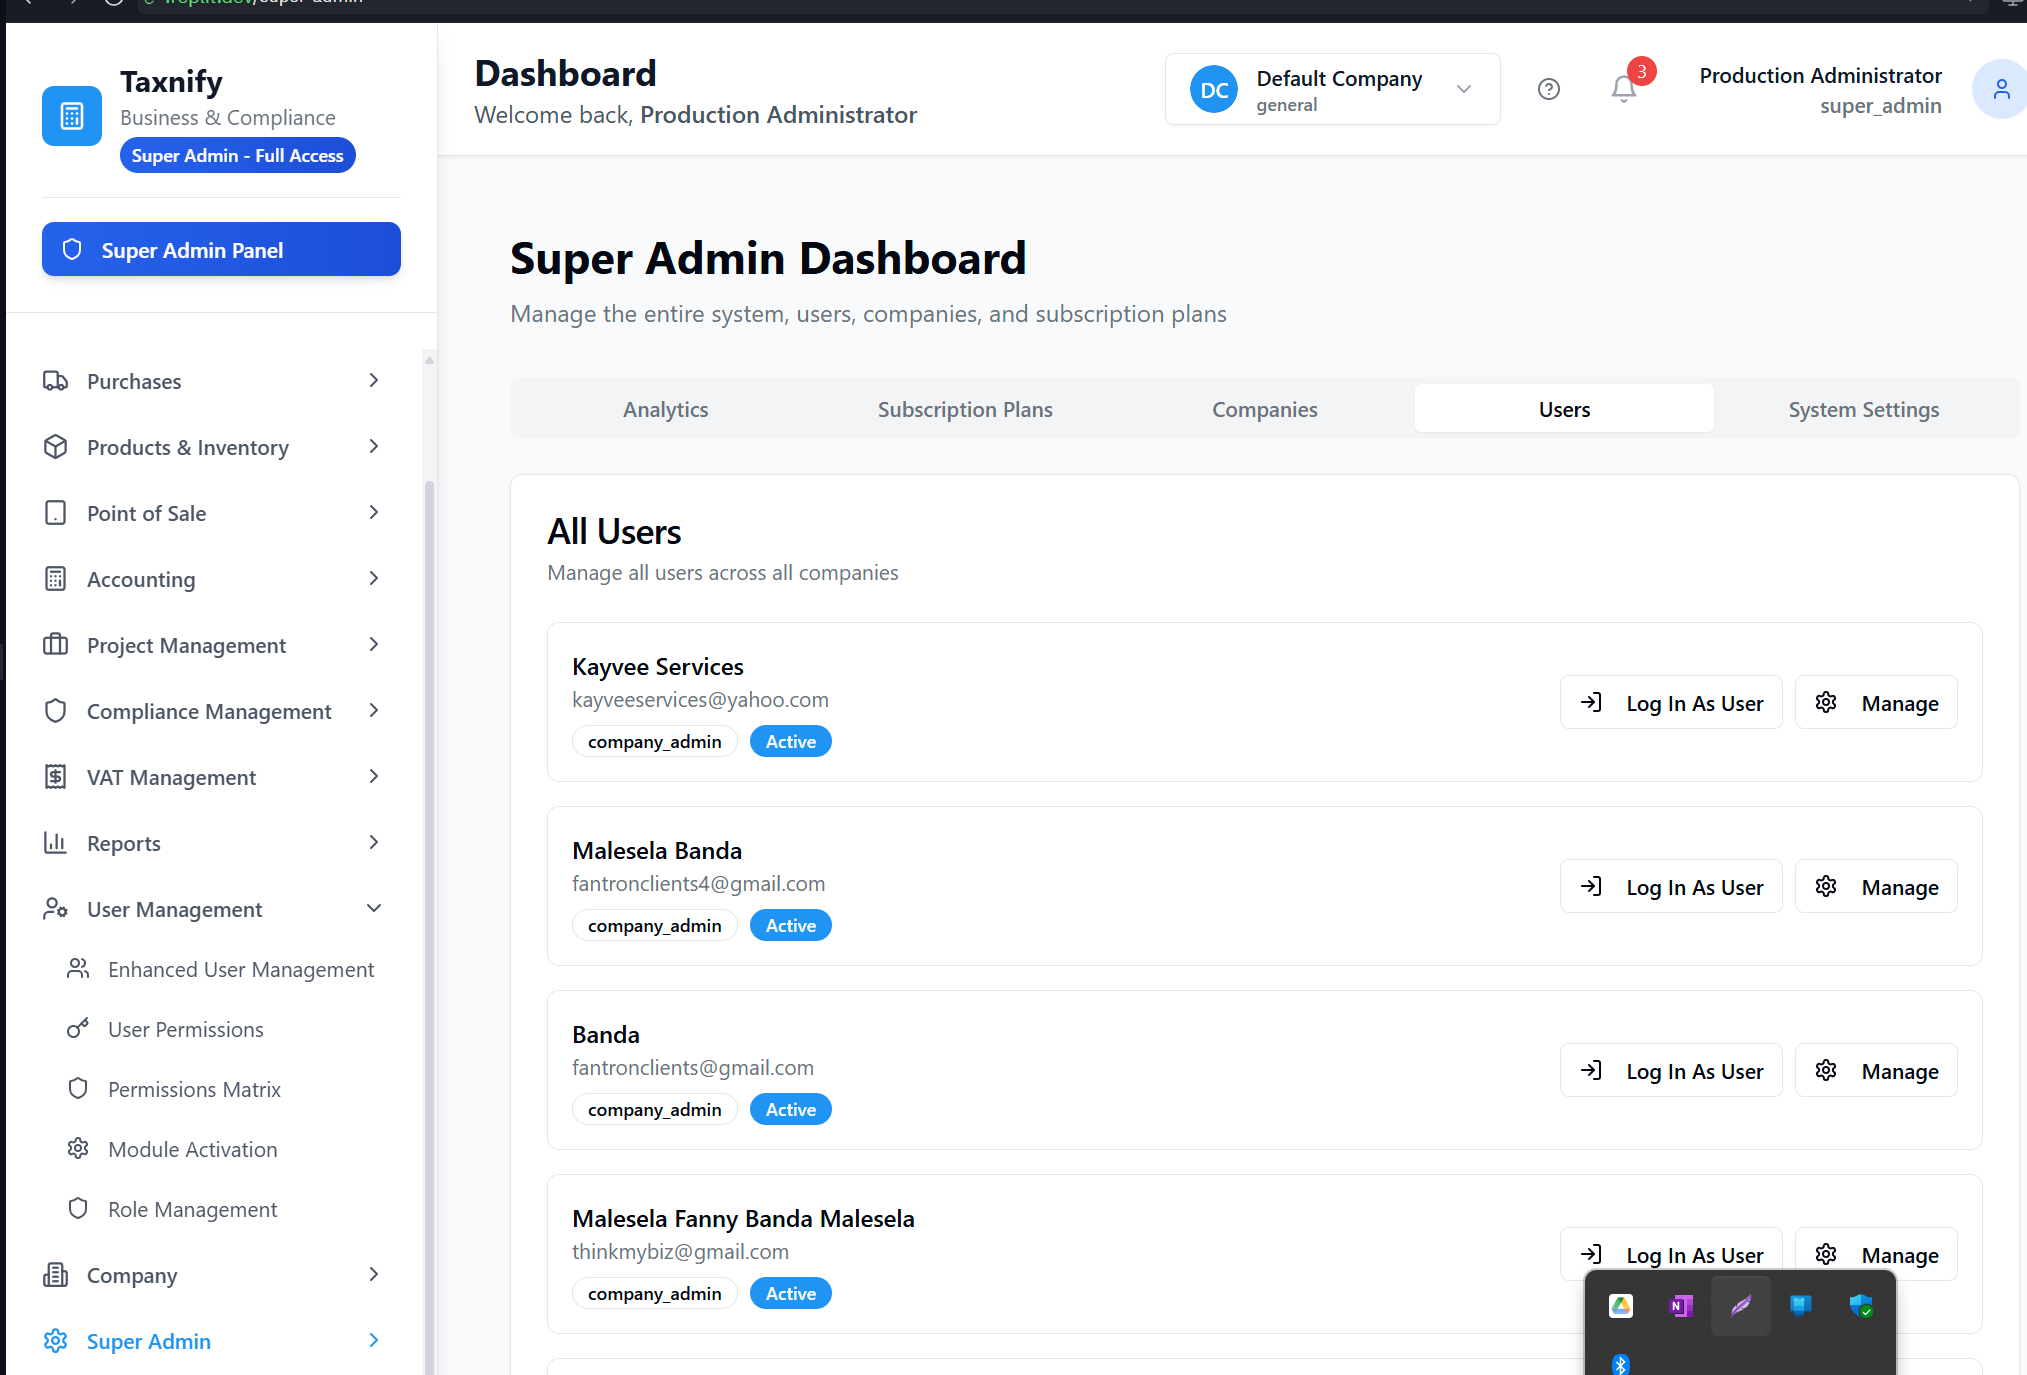 Taxnify
Business & Compliance
Super Admin - Full Access
Super Admin Panel
Purchases
Products & Inventory
Point of Sale
Accounting
Project Management
Compliance Management
VAT Management
Reports
User Management
Enhanced User Management
User Permissions
Permissions Matrix
Module Activation
Role Management
Company
Super Admin
Dashboard
Welcome back, Production Administrator
DC
Default Company
general
3
Production Administrator
super_admin
Super Admin Dashboard
Manage the entire system, users, companies, and subscription plans
Analytics
Subscription Plans
Companies
Users
System Settings
All Users
Manage all users across all companies
Kayvee Services
kayveeservices@yahoo.com
company_admin
Active
Log In As User
Manage
Malesela Banda
fantronclients4@gmail.com
company_admin
Active
Log In As User
Manage
Banda
fantronclients@gmail.com
company_admin
Active
Log In As User
Manage
Malesela Fanny Banda Malesela
thinkmybiz@gmail.com
company_admin
Active
Log In As User
Manage
N